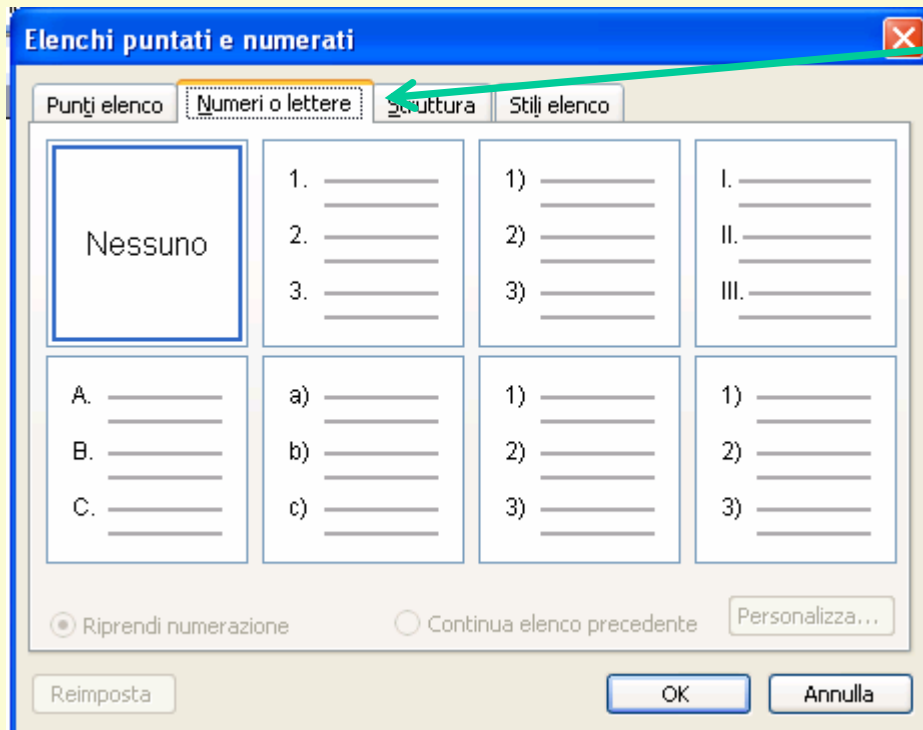 Elenchi puntati e numerati
Punti elenco Numeri o lettere Struttura Stili elenco
Nessuno
1.
2.
3.
1)
2)
3)
I.
II.
III.
A.
B.
C.
a)
b)
c)
1)
2)
3)
1)
2)
3)
Riprendi numerazione Continua elenco precedente Personalizza...
Reimposta OK Annulla